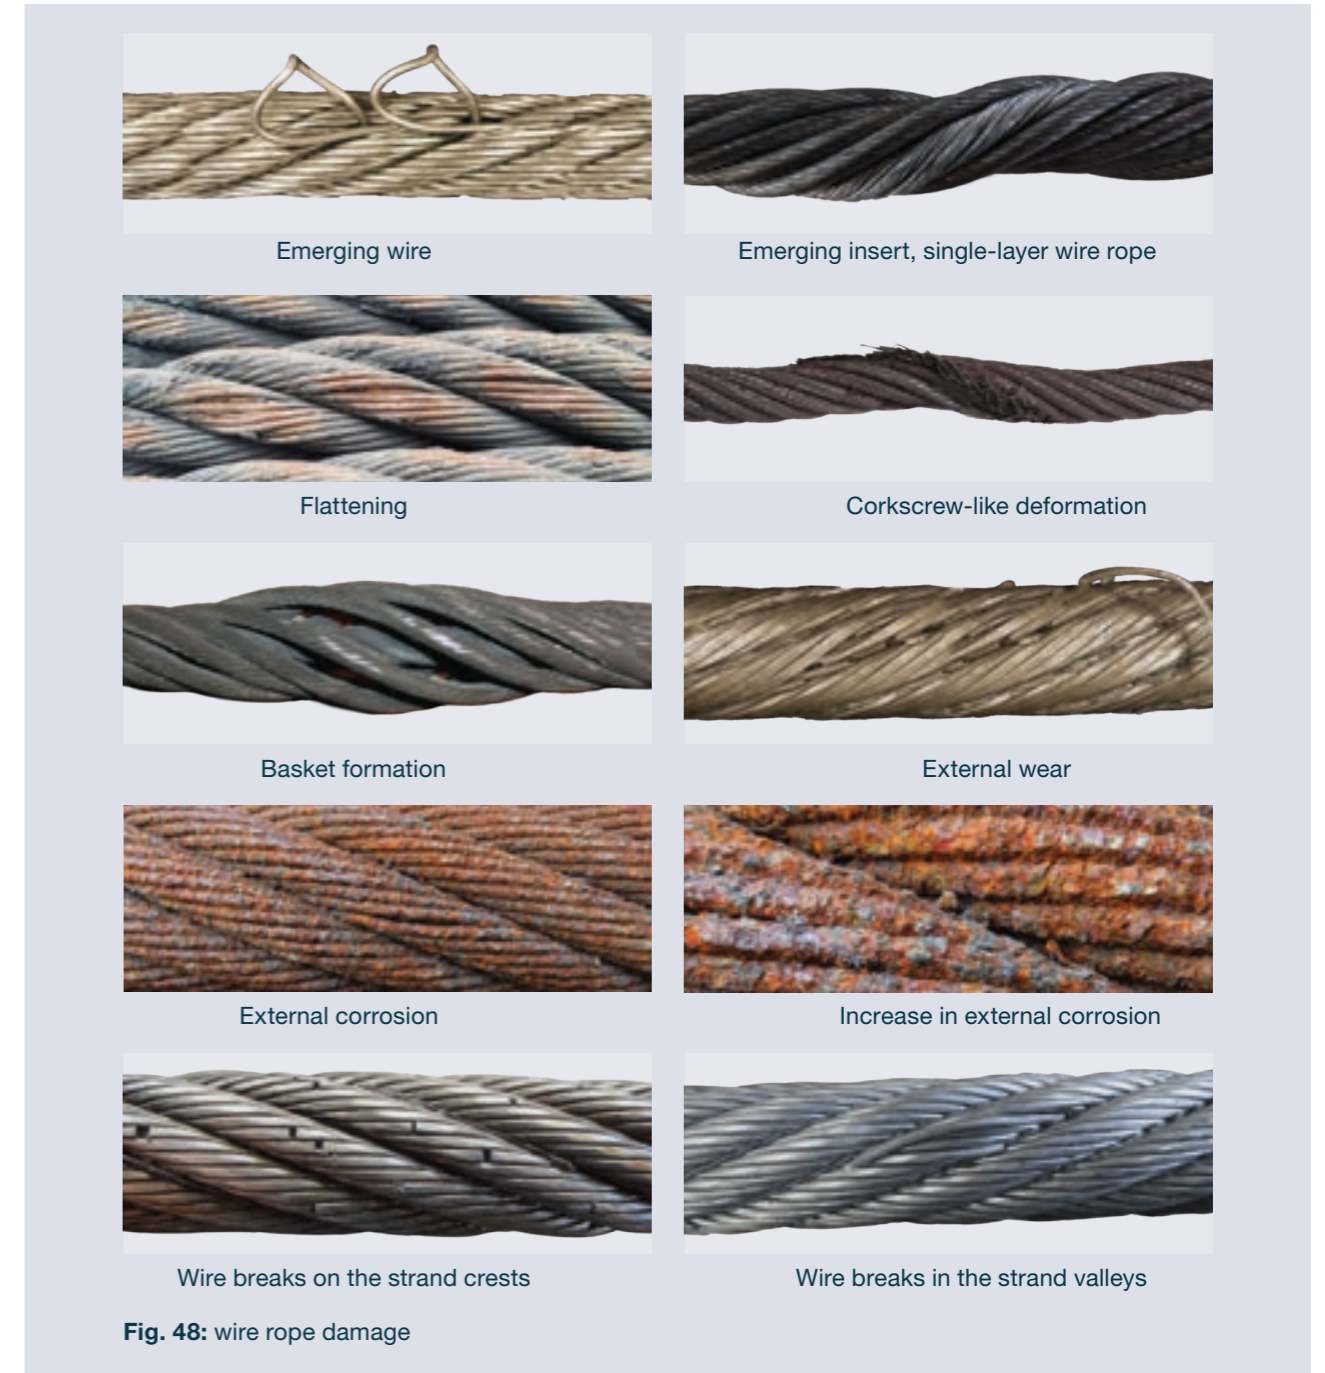 Emerging wire
Emerging insert, single-layer wire rope
Flattening
Corkscrew-like deformation
Basket formation
External wear
External corrosion
Increase in external corrosion
Wire breaks on the strand crests
Wire breaks in the strand valleys
Fig. 48: wire rope damage